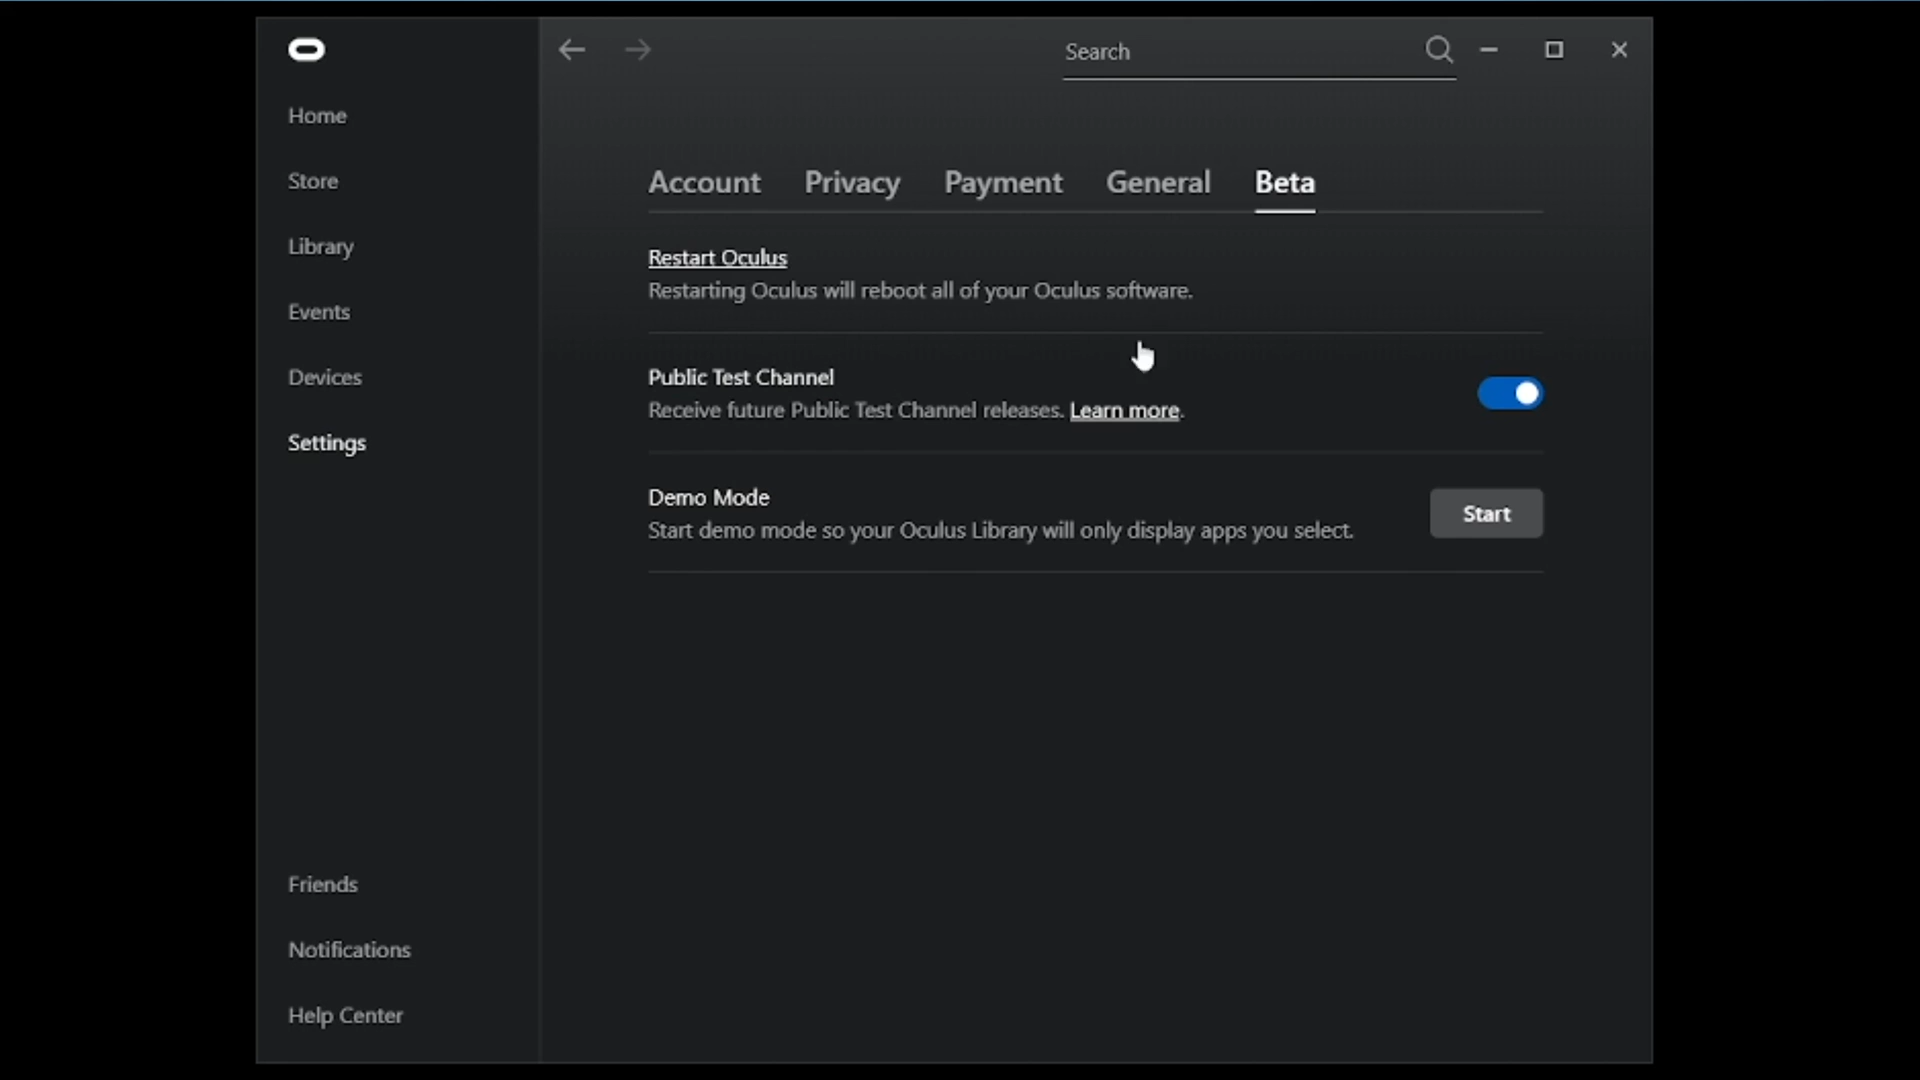 Search
Home
Store
Library
Events
Devices
Settings
Friends
Notifications
Help Center
Account Privacy Payment General Beta
Restart Oculus
Restarting Oculus will reboot all of your Oculus software.
Public Test Channel
Receive future Public Test Channel releases. Learn more.
Demo Mode
Start demo mode so your Oculus Library will only display apps you select.
Start